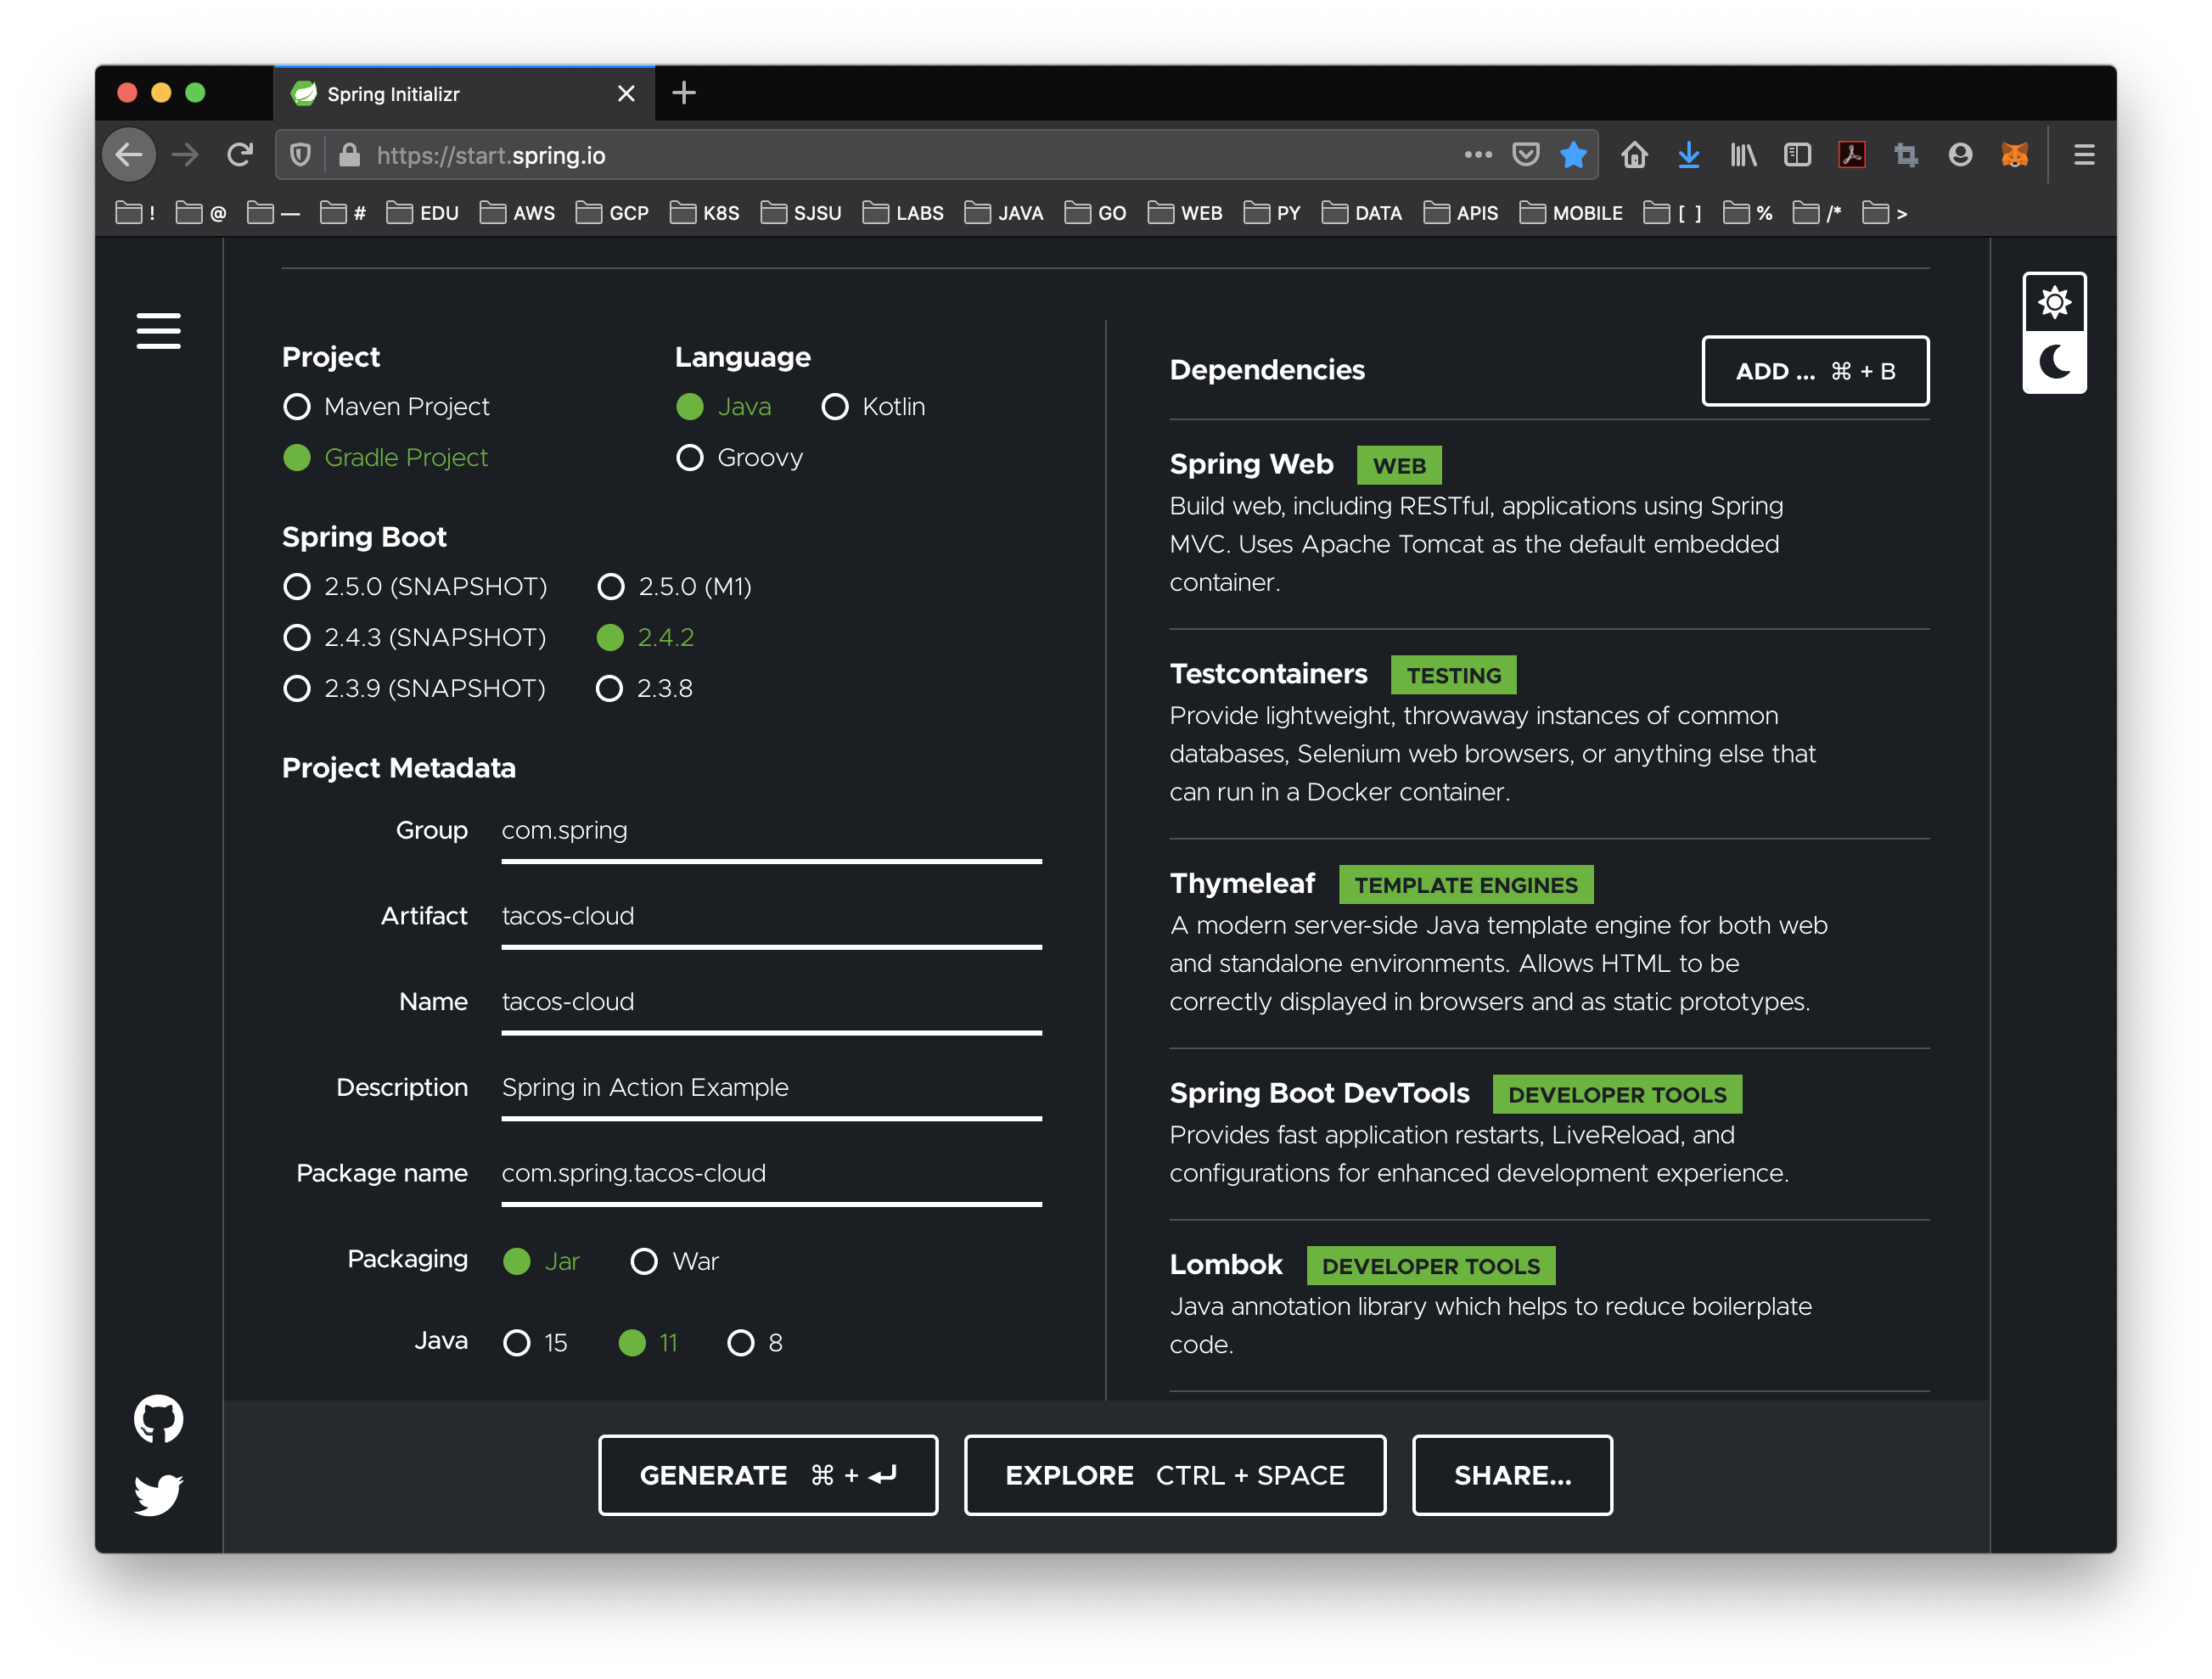 Spring Initializr
https://start.spring.io
! @ — # EDU AWS GCP K8S SJSU LABS JAVA GO WEB PY DATA APIS MOBILE [ ] % /* >
Project
Maven Project
Gradle Project
Language
Java Kotlin
Groovy
Spring Boot
2.5.0 (SNAPSHOT) 2.5.0 (M1)
2.4.3 (SNAPSHOT) 2.4.2
2.3.9 (SNAPSHOT) 2.3.8
Project Metadata
Group com.spring
Artifact tacos-cloud
Name tacos-cloud
Description Spring in Action Example
Package name com.spring.tacos-cloud
Packaging Jar War
Java 15 11 8
Dependencies
ADD ... ⌘ + B
Spring Web WEB
Build web, including RESTful, applications using Spring
MVC. Uses Apache Tomcat as the default embedded
container.
Testcontainers TESTING
Provide lightweight, throwaway instances of common
databases, Selenium web browsers, or anything else that
can run in a Docker container.
Thymeleaf TEMPLATE ENGINES
A modern server-side Java template engine for both web
and standalone environments. Allows HTML to be
correctly displayed in browsers and as static prototypes.
Spring Boot DevTools DEVELOPER TOOLS
Provides fast application restarts, LiveReload, and
configurations for enhanced development experience.
Lombok DEVELOPER TOOLS
Java annotation library which helps to reduce boilerplate
code.
GENERATE ⌘ + ↵
EXPLORE CTRL + SPACE
SHARE...